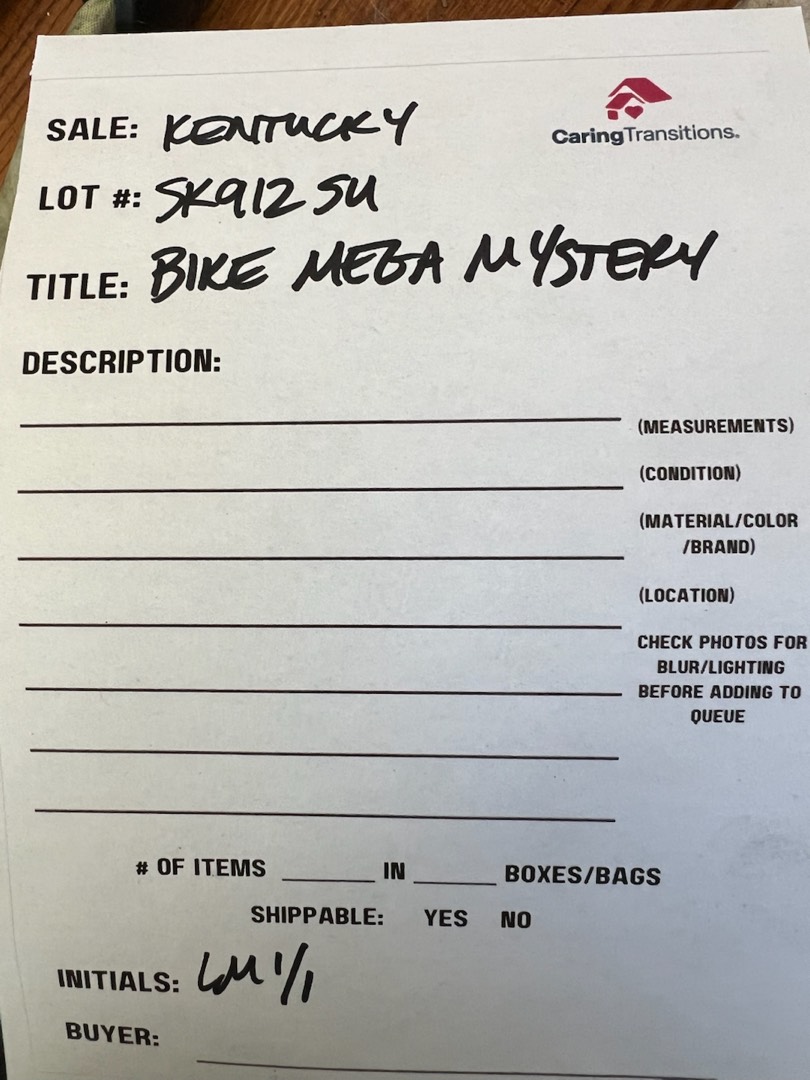 CaringTransitions.
SALE: KENTUCKY
LOT #: SK912SU
TITLE: BIKE MEGA MYSTERY
DESCRIPTION:
(MEASUREMENTS)
(CONDITION)
(MATERIAL/COLOR
/BRAND)
(LOCATION)
CHECK PHOTOS FOR
BLUR/LIGHTING
BEFORE ADDING TO
QUEUE
# OF ITEMS ______ IN ______ BOXES/BAGS
SHIPPABLE: YES NO
INITIALS: LM 1/1
BUYER: